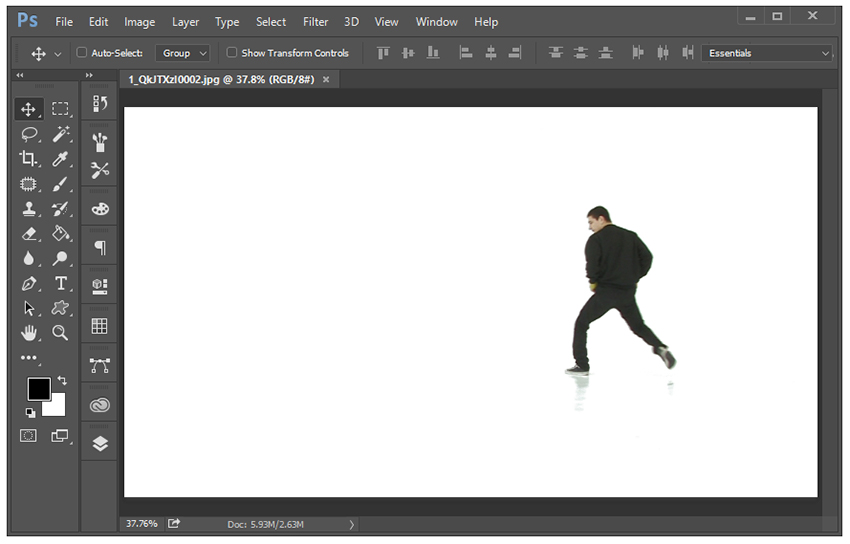 Ps File Edit Image Layer Type Select Filter 3D View Window Help
Auto-Select: Group Show Transform Controls Essentials
1_QkJTXzI0002.jpg @ 37.8% (RGB/8#)
T
37.76% Doc: 5.93M/2.63M